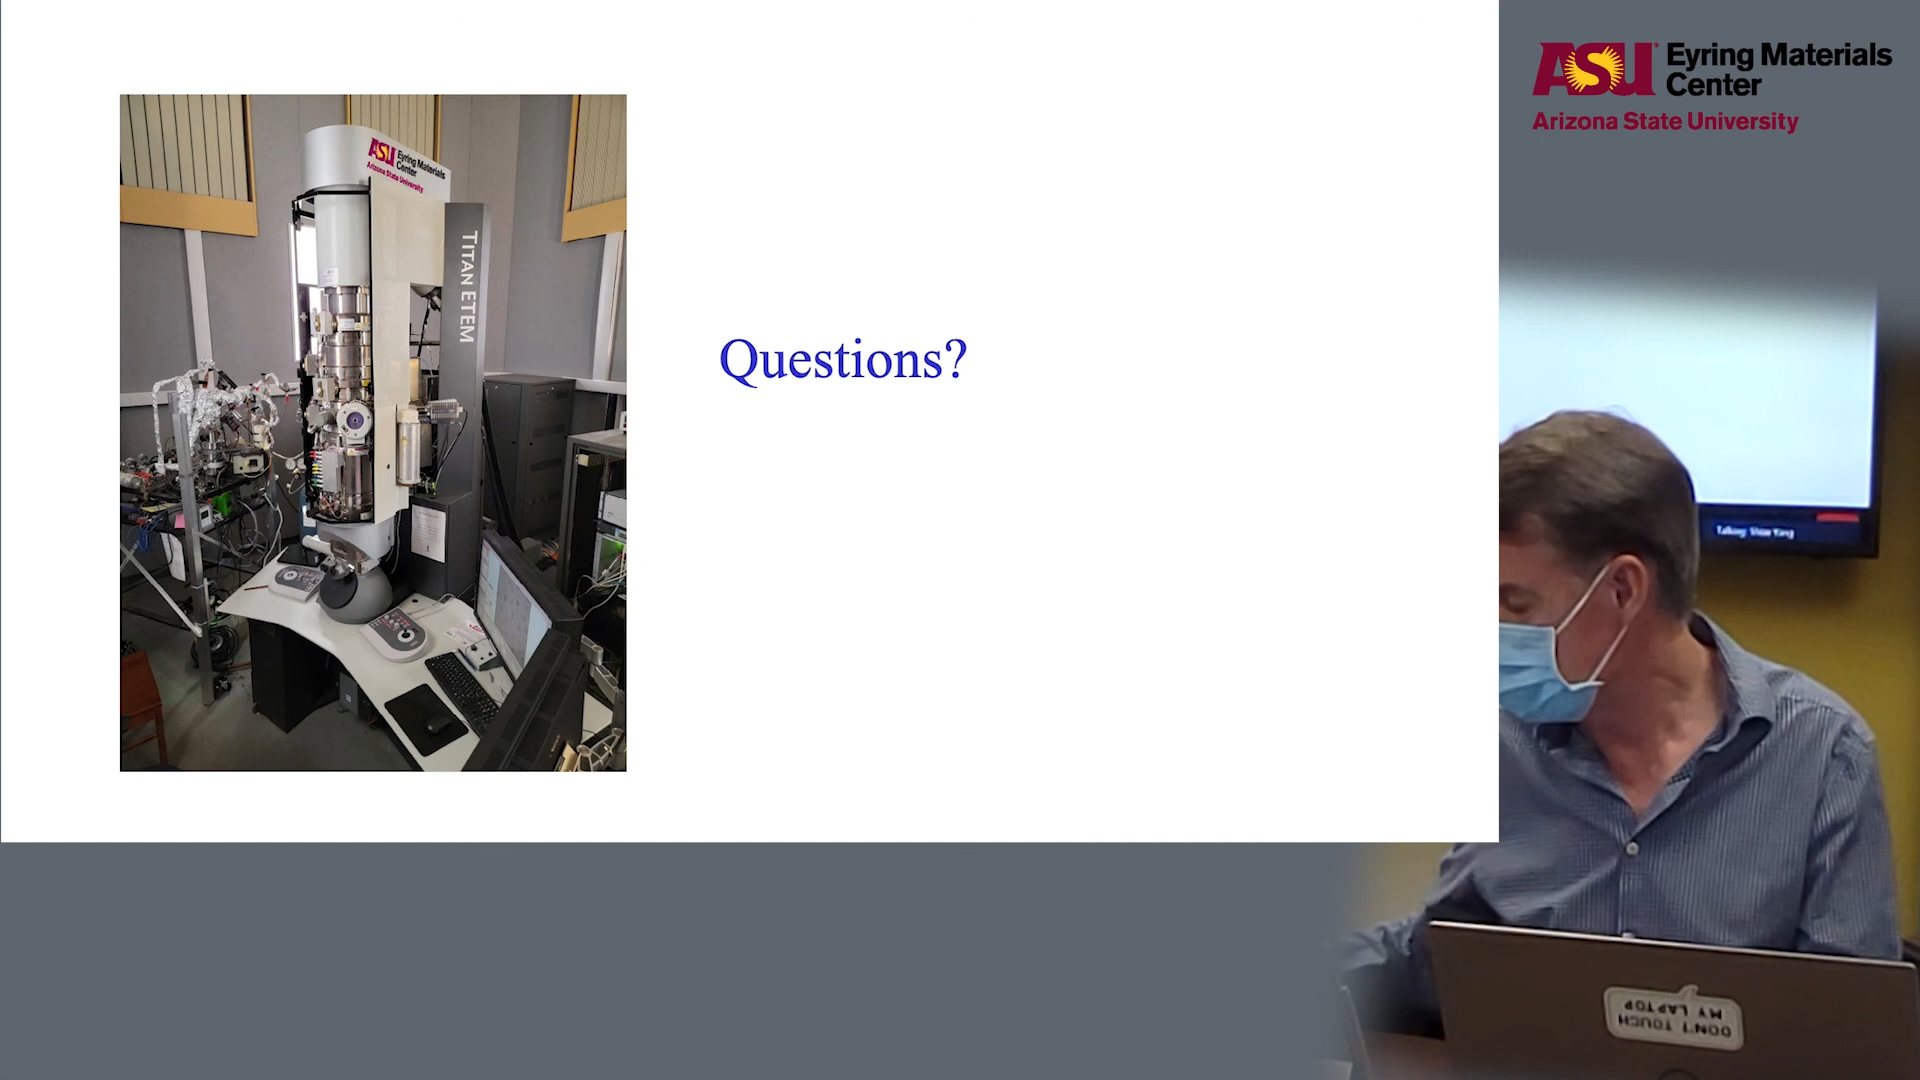 ASU Eyring Materials
Center
Arizona State University
ASU Eyring Materials
Center
Arizona State University
TITAN ETEM
Questions?
DON'T TOUCH
MY LAPTOP